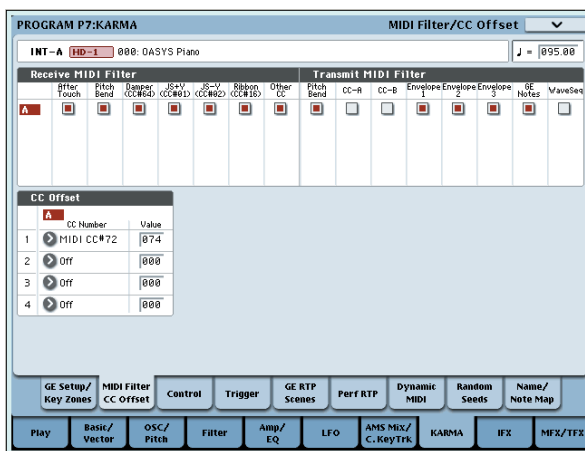 PROGRAM P7:KARMA MIDI Filter/CC Offset
INT-A HD-1 000: OASYS Piano ♩ = 095.00
Receive MIDI Filter Transmit MIDI Filter
After Touch Pitch Bend Damper (CC#64) JS+Y (CC#01) JS-Y (CC#02) Ribbon (CC#16) Other CC Pitch Bend CC-A CC-B Envelope 1 Envelope 2 Envelope 3 GE Notes WaveSeq
A
CC Offset
A
CC Number Value
1 MIDI CC#72 074
2 Off 000
3 Off 000
4 Off 000
GE Setup/ Key Zones MIDI Filter CC Offset Control Trigger GE RTP Scenes Perf RTP Dynamic MIDI Random Seeds Name/ Note Map
Play Basic/ Vector OSC/ Pitch Filter Amp/ EQ LFO AMS Mix/ C.KeyTrk KARMA IFX MFX/TFX